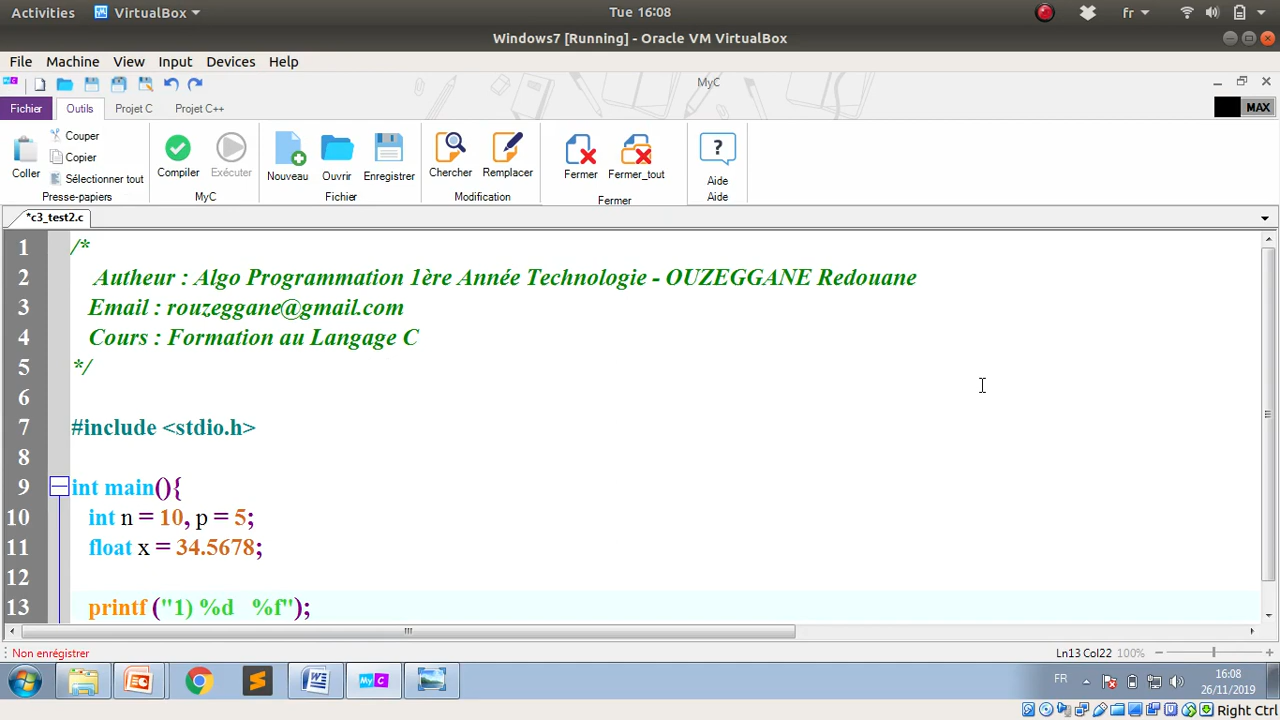 Activities VirtualBox Tue 16:08 fr
Windows7 [Running] - Oracle VM VirtualBox
File Machine View Input Devices Help
MyC
Fichier Outils Projet C Projet C++ MAX
Coller Couper Copier Sélectionner tout Compiler Exécuter Nouveau Ouvrir Enregistrer Chercher Remplacer Fermer Fermer_tout ? Aide
Presse-papiers MyC Fichier Modification Fermer Aide
*c3_test2.c
1 /*
2 Autheur : Algo Programmation 1ère Année Technologie - OUZEGGANE Redouane
3 Email : rouzeggane@gmail.com
4 Cours : Formation au Langage C
5 */
6
7 #include <stdio.h>
8
9 int main(){
10 int n = 10, p = 5;
11 float x = 34.5678;
12
13 printf ("1) %d   %f");
Non enrégistrer Ln13 Col22 100%
MyC FR 16:08
26/11/2019
Right Ctrl